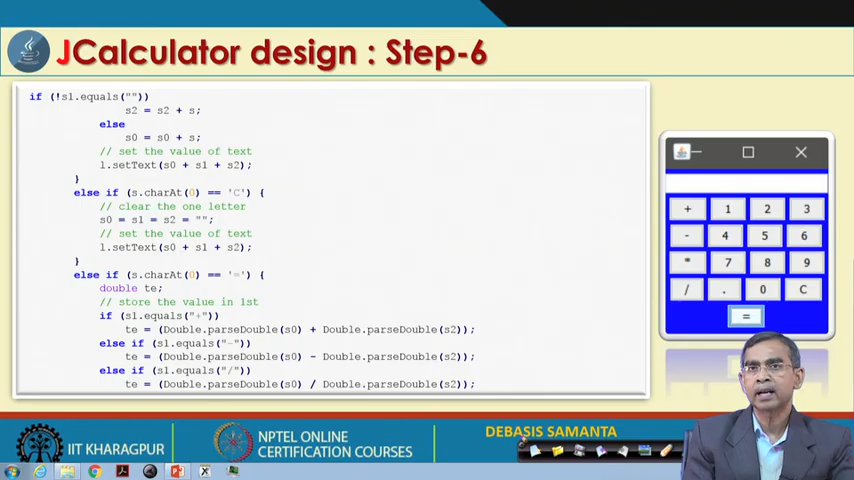 JCalculator design : Step-6
if (!s1.equals(""))
s2 = s2 + s;
else
s0 = s0 + s;
// set the value of text
l.setText(s0 + s1 + s2);
}
else if (s.charAt(0) == 'C') {
// clear the one letter
s0 = s1 = s2 = "";
// set the value of text
l.setText(s0 + s1 + s2);
}
else if (s.charAt(0) == '=') {
double te;
// store the value in 1st
if (s1.equals("+"))
te = (Double.parseDouble(s0) + Double.parseDouble(s2));
else if (s1.equals("-"))
te = (Double.parseDouble(s0) - Double.parseDouble(s2));
else if (s1.equals("/"))
te = (Double.parseDouble(s0) / Double.parseDouble(s2));
+ 1 2 3
- 4 5 6
* 7 8 9
/ . 0 C
=
IIT KHARAGPUR
NPTEL ONLINE
CERTIFICATION COURSES
DEBASIS SAMANTA